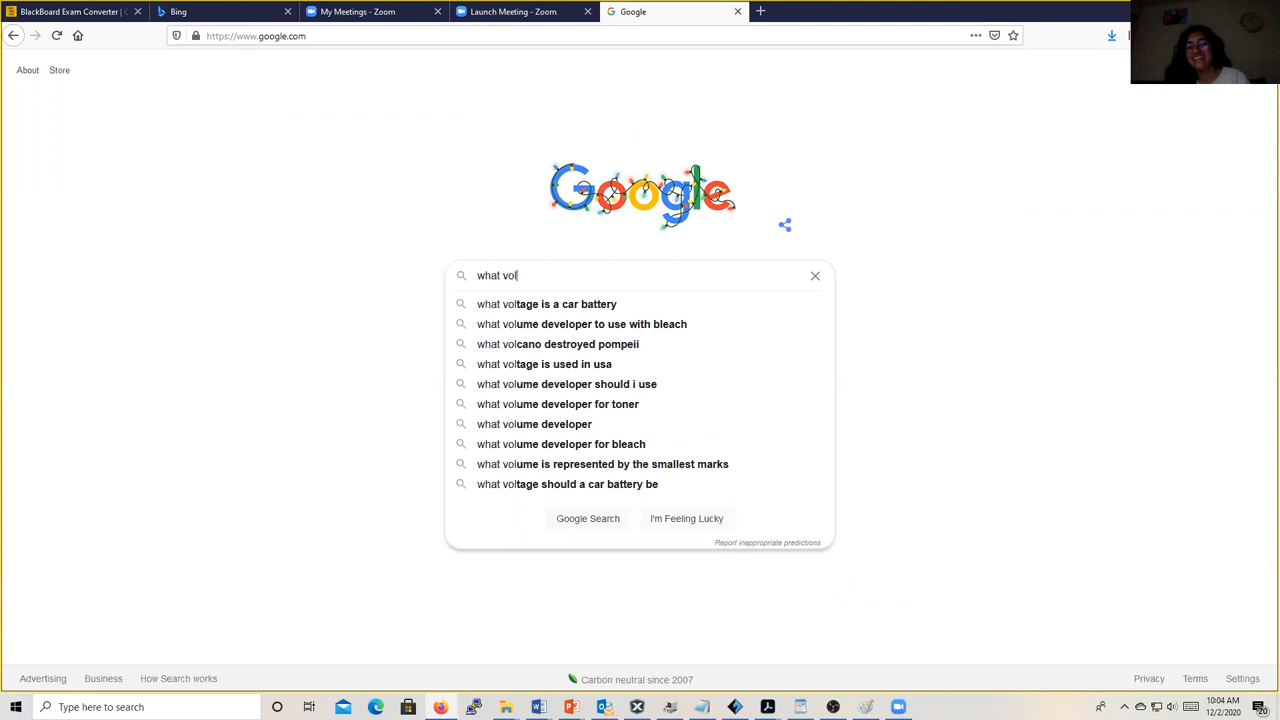 BlackBoard Exam Converter | C
Bing
My Meetings - Zoom
Launch Meeting - Zoom
Google
https://www.google.com
About
Store
Google
what vol
what voltage is a car battery
what volume developer to use with bleach
what volcano destroyed pompeii
what voltage is used in usa
what volume developer should i use
what volume developer for toner
what volume developer
what volume developer for bleach
what volume is represented by the smallest marks
what voltage should a car battery be
Google Search
I'm Feeling Lucky
Report inappropriate predictions
Advertising
Business
How Search works
Carbon neutral since 2007
Privacy
Terms
Settings
Type here to search
10:04 AM
12/2/2020
20